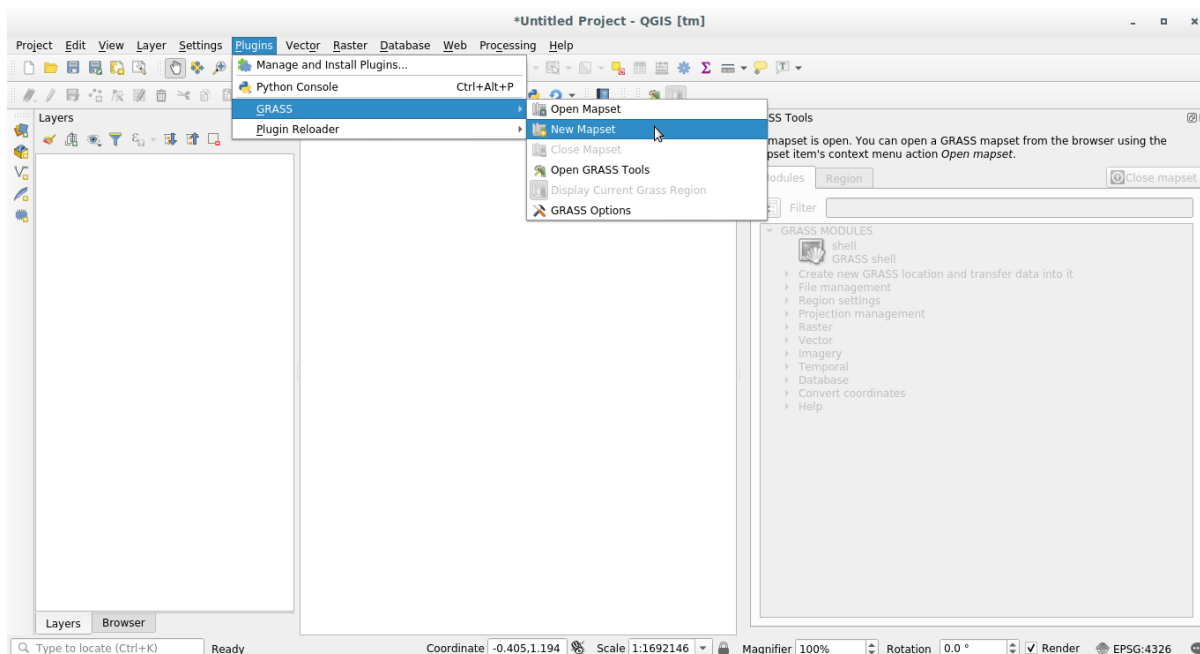 *Untitled Project - QGIS [tm]
Project Edit View Layer Settings Plugins Vector Raster Database Web Processing Help
Manage and Install Plugins...
Python Console Ctrl+Alt+P
GRASS
Plugin Reloader
Open Mapset
New Mapset
Close Mapset
Open GRASS Tools
Display Current Grass Region
GRASS Options
Layers
SS Tools
mapset is open. You can open a GRASS mapset from the browser using the
pset item's context menu action Open mapset.
odules Region Close mapset
Filter
GRASS MODULES
shell
GRASS shell
Create new GRASS location and transfer data into it
File management
Region settings
Projection management
Raster
Vector
Imagery
Temporal
Database
Convert coordinates
Help
Layers Browser
Type to locate (Ctrl+K) Ready Coordinate -0.405,1.194 Scale 1:1692146 Magnifier 100% Rotation 0.0 ° Render EPSG:4326